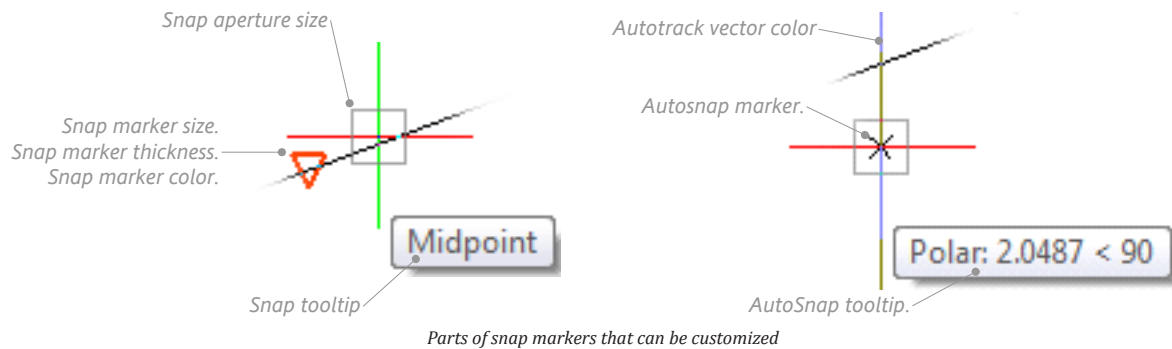 Snap aperture size
Snap marker size.
Snap marker thickness.
Snap marker color.
Midpoint
Snap tooltip
Autotrack vector color
Autosnap marker.
Polar: 2.0487 < 90
AutoSnap tooltip.
Parts of snap markers that can be customized